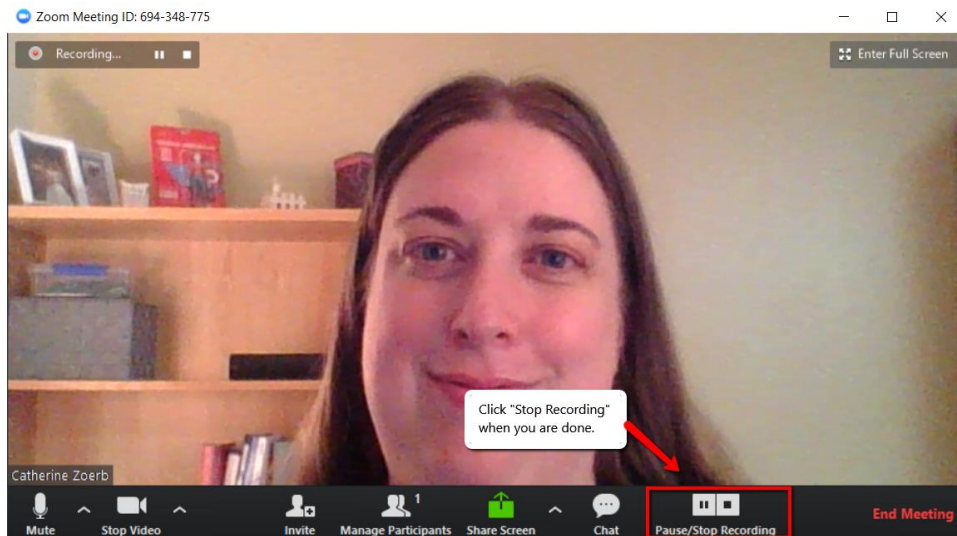 Zoom Meeting ID: 694-348-775
Recording...
Enter Full Screen
Click "Stop Recording"
when you are done.
Catherine Zoerb
1
Mute Stop Video Invite Manage Participants Share Screen Chat Pause/Stop Recording End Meeting